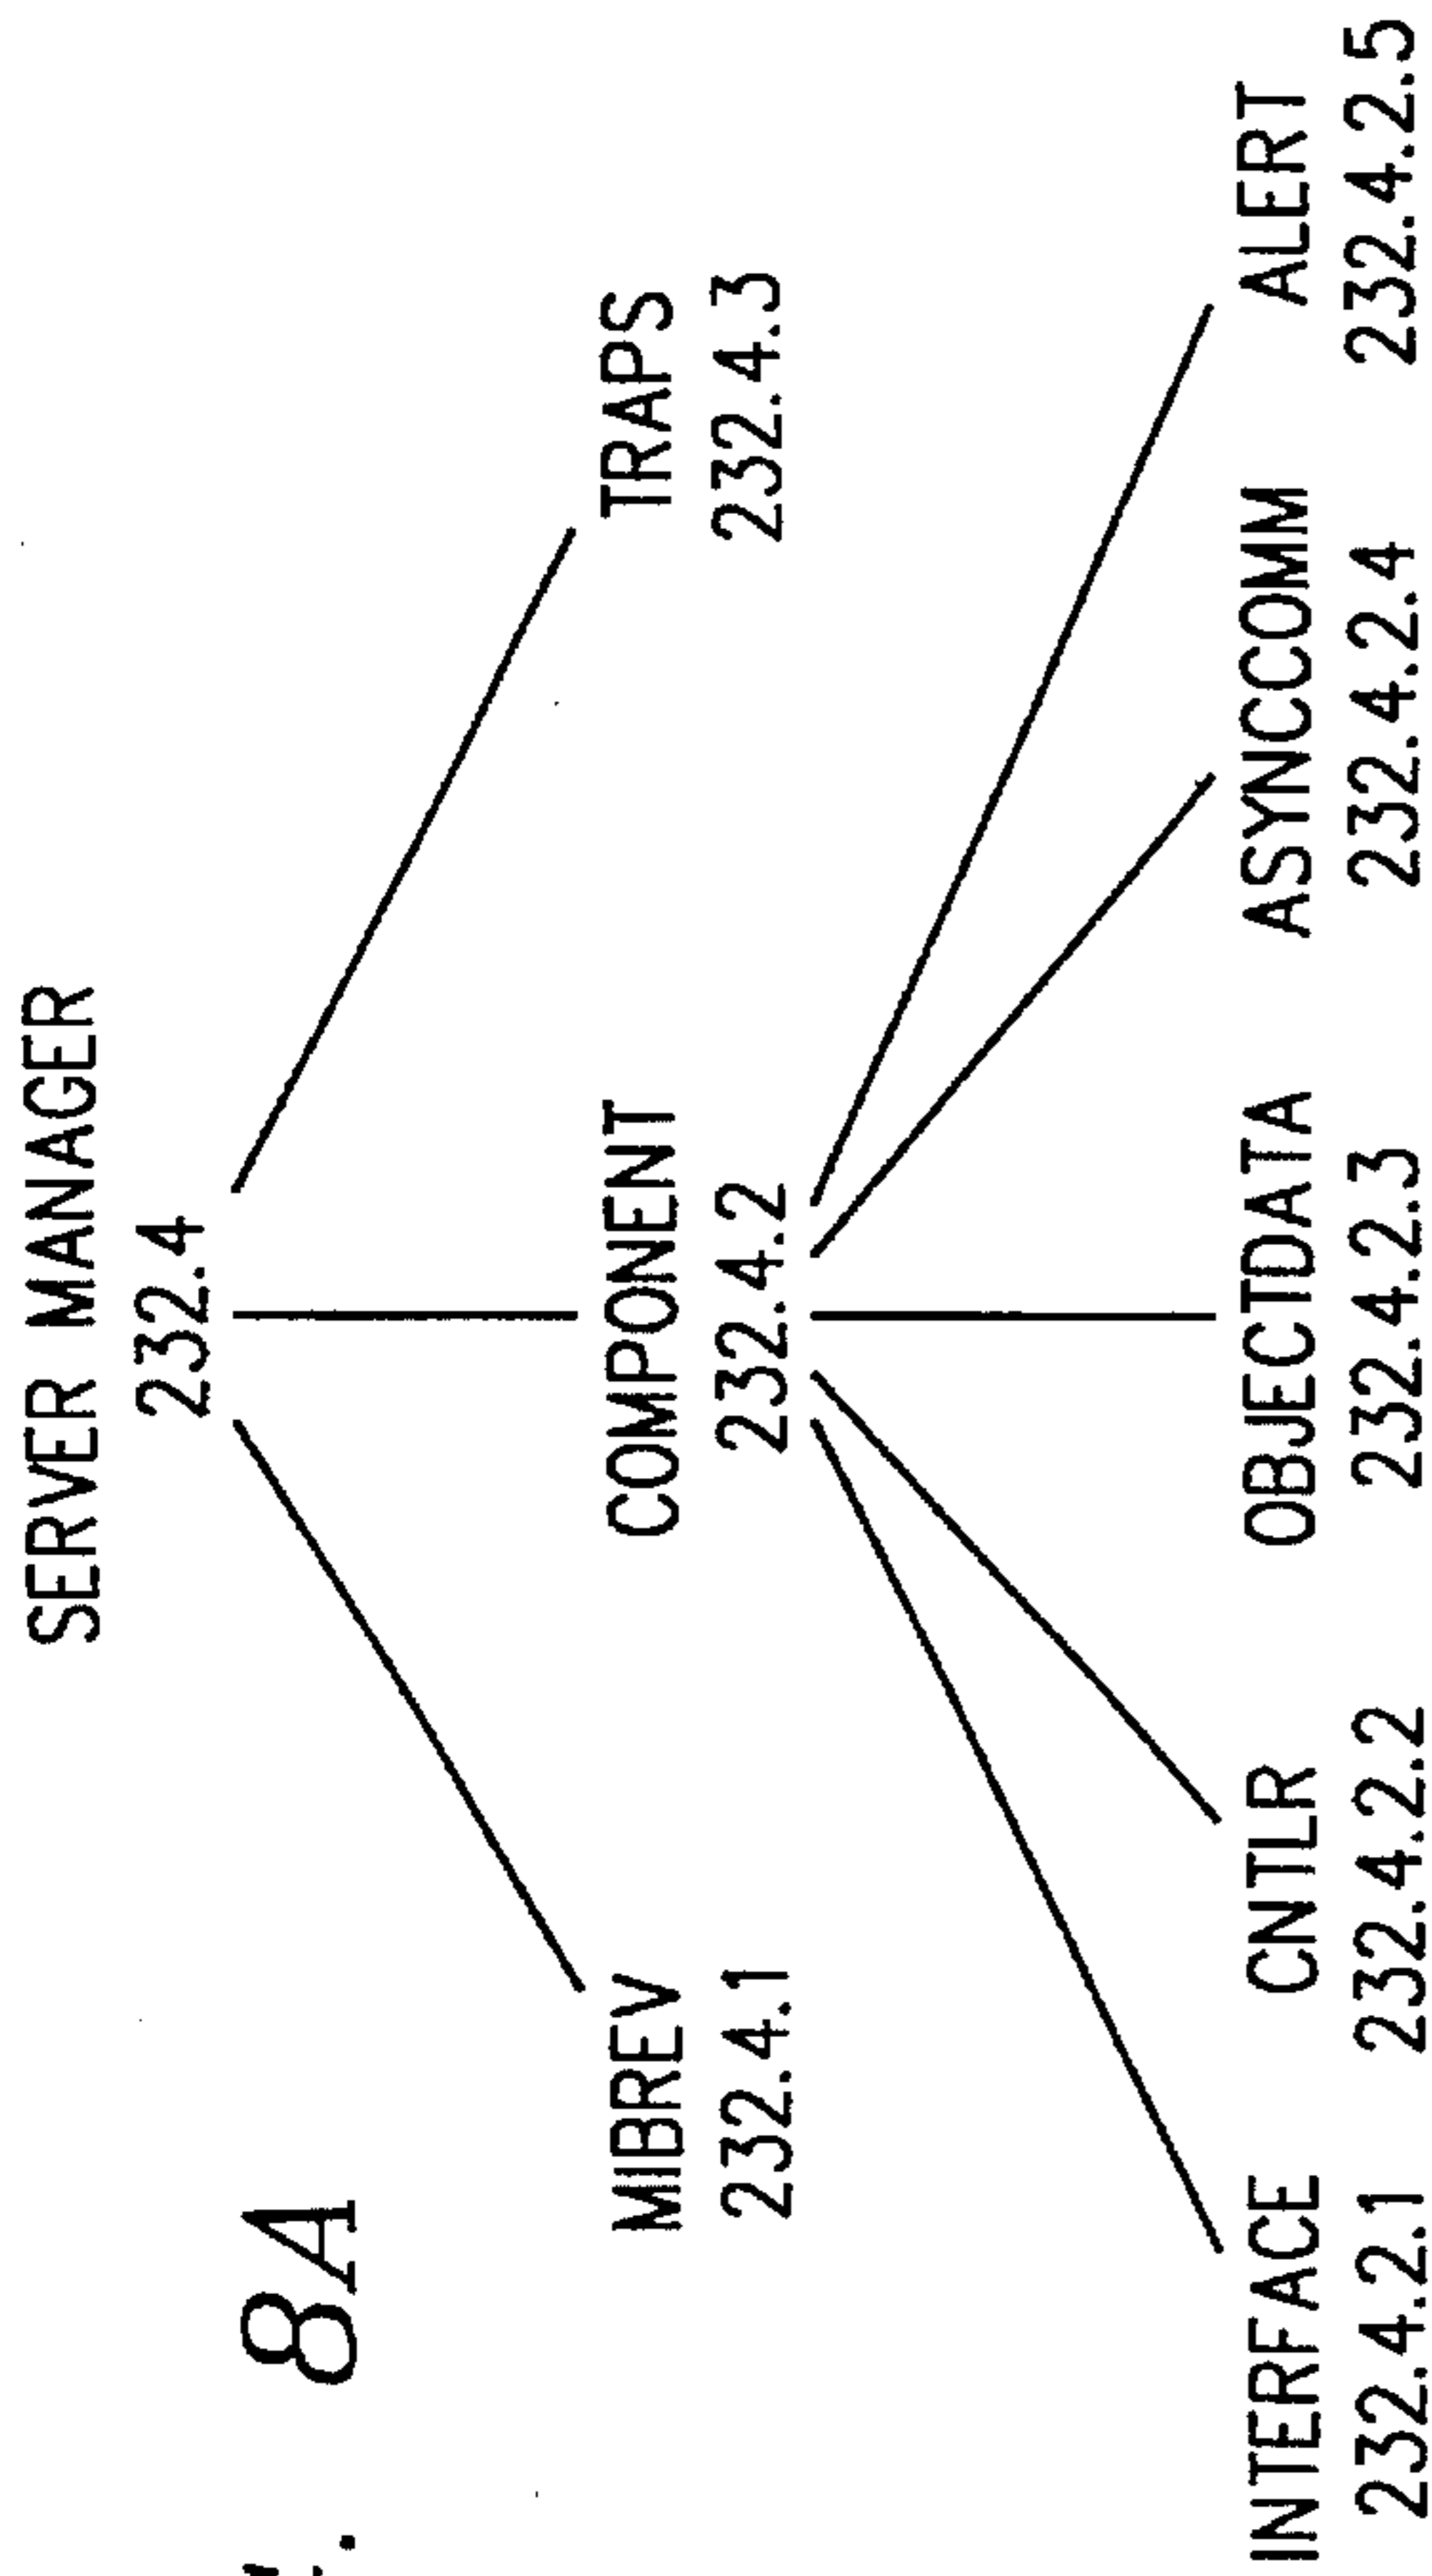 SERVER MANAGER
232.4
8A
MIBREV
232.4.1
COMPONENT
232.4.2
TRAPS
232.4.3
INTERFACE
232.4.2.1
CNTLR
232.4.2.2
OBJECTDATA
232.4.2.3
ASYNCCOMM
232.4.2.4
ALERT
232.4.2.5